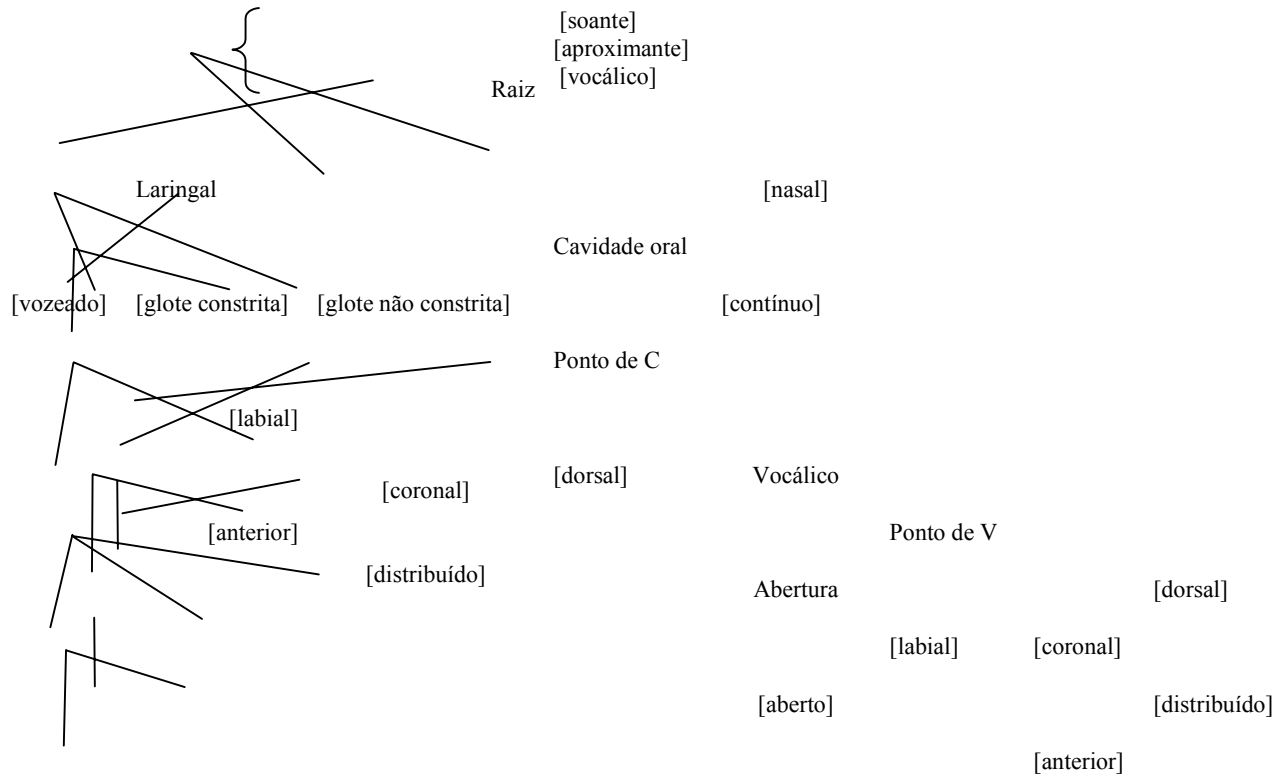 [soante]
[aproximante]
[vocálico]
Raiz
Laringal [nasal]
Cavidade oral
[vozeado] [glote constrita] [glote não constrita] [contínuo]
Ponto de C
[labial]
[coronal] [dorsal] Vocálico
[anterior] Ponto de V
[distribuído]
Abertura [dorsal]
[labial] [coronal]
[aberto] [distribuído]
[anterior]